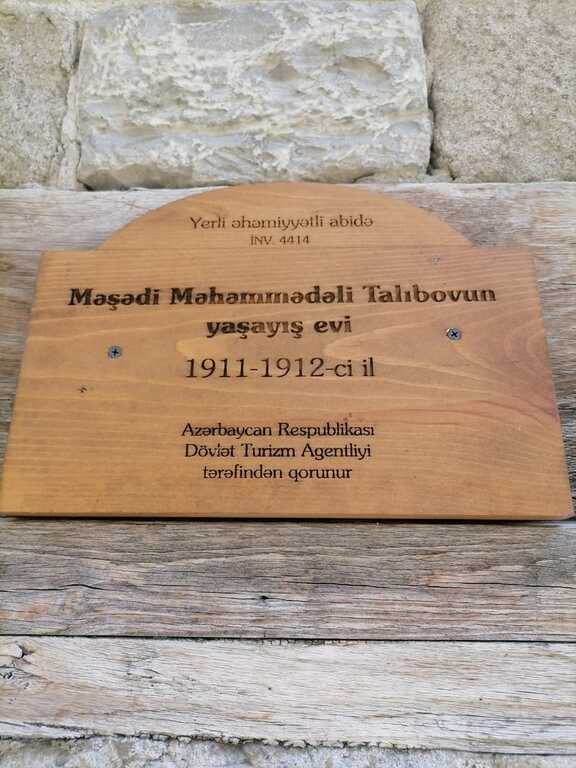 Yerli əhəmiyyətli abidə
İNV. 4414
Məşədi Məhəmmədəli Talıbovun
yaşayış evi
1911-1912-ci il
Azərbaycan Respublikası
Dövlət Turizm Agentliyi
tərəfindən qorunur